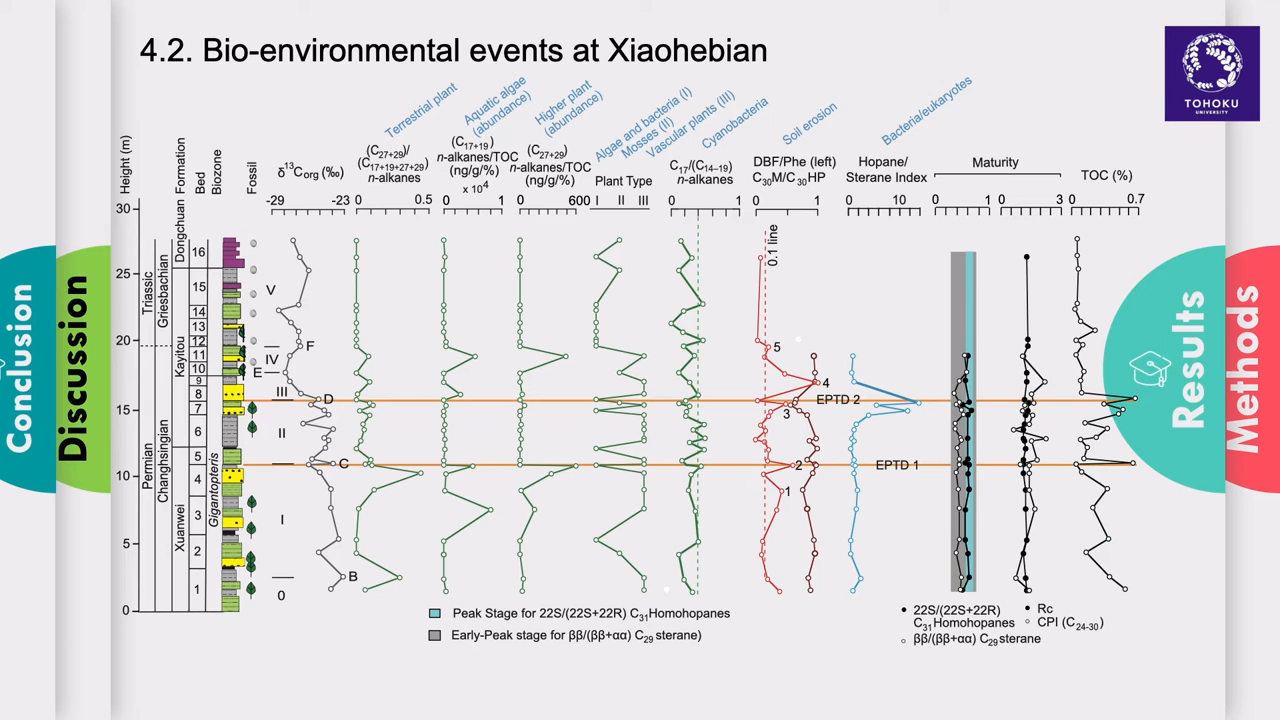 4.2. Bio-environmental events at Xiaohebian
TOHOKU
UNIVERSITY
Conclusion
Discussion
Results
Methods
Terrestrial plant
Aquatic algae
(abundance)
Higher plant
(abundance)
Algae and bacteria (I)
Mosses (II)
Vascular plants (III)
Cyanobacteria
Soil erosion
Bacteria/eukaryotes
Height (m)
Formation
Bed
Biozone
Fossil
δ¹³Corg (‰)
(C27+29)/
(C17+19+27+29)
n-alkanes
(C17+19)
n-alkanes/TOC
(ng/g/%)
x 10⁴
(C27+29)
n-alkanes/TOC
(ng/g/%)
Plant Type
C17/(C14–19)
n-alkanes
DBF/Phe (left)
C30M/C30HP
Hopane/
Sterane Index
Maturity
TOC (%)
-29 -23
0 0.5
0 1
0 600
I II III
0 1
0 1
0 10
0 1
0 3
0 0.7
30
25
20
15
10
5
0
Triassic
Permian
Griesbachian
Changhsingian
Dongchuan
Kayitou
Xuanwei
Gigantopteris
16
15
14
13
12
11
10
9
8
7
6
5
4
3
2
1
V
F
IV
E
III
D
II
C
I
B
0
0.1 line
5
4
3
2
1
EPTD 2
EPTD 1
Peak Stage for 22S/(22S+22R) C31Homohopanes
Early-Peak stage for ββ/(ββ+αα) C29 sterane)
22S/(22S+22R)
C31Homohopanes
ββ/(ββ+αα) C29sterane
Rc
CPI (C24-30)